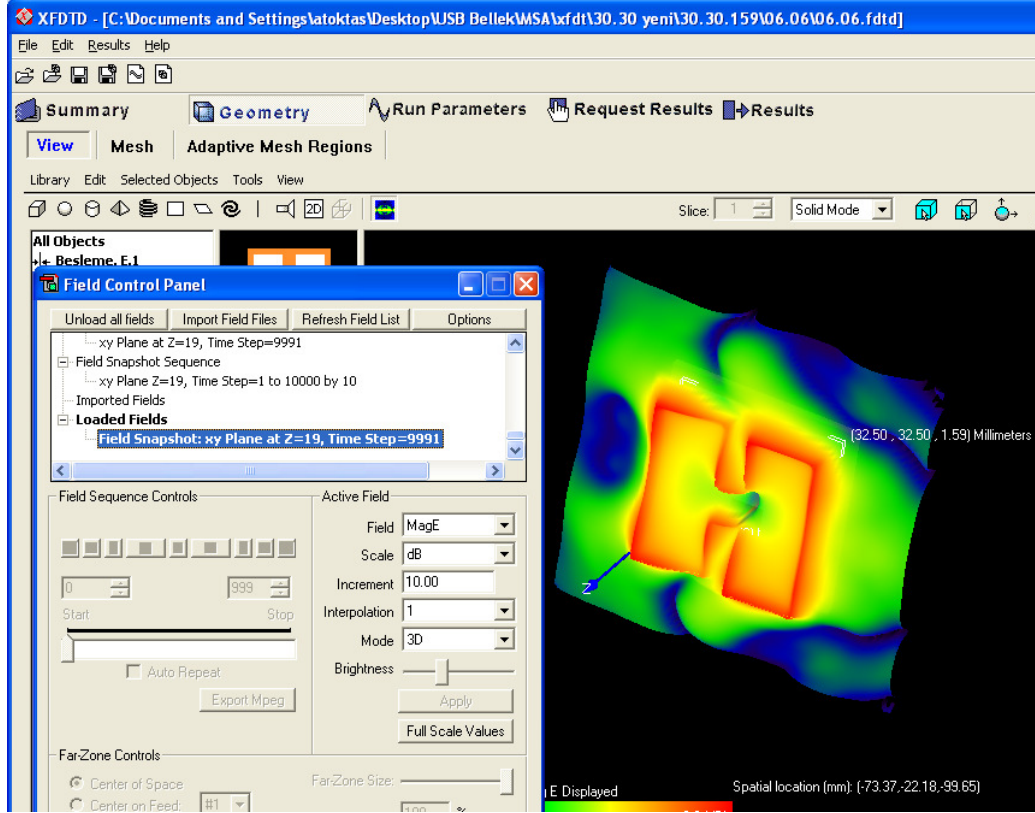 XFDTD - [C:\Documents and Settings\atoktas\Desktop\USB Bellek\MSA\xfdt\30.30 yeni\30.30.159\06.06\06.06.fdtd]
File Edit Results Help
Summary Geometry Run Parameters Request Results Results
View Mesh Adaptive Mesh Regions
Library Edit Selected Objects Tools View
2D Slice: 1 Solid Mode
All Objects
Besleme, E.1
Field Control Panel
Unload all fields Import Field Files Refresh Field List Options
xy Plane at Z=19, Time Step=9991
Field Snapshot Sequence
xy Plane Z=19, Time Step=1 to 10000 by 10
Imported Fields
Loaded Fields
Field Snapshot: xy Plane at Z=19, Time Step=9991
(32.50 , 32.50 , 1.59) Millimeters
Field Sequence Controls Active Field
Field MagE
Scale dB
Increment 10.00
0 999
Start Stop
Interpolation 1
Mode 3D
Z
Auto Repeat
Brightness
Export Mpeg Apply
Full Scale Values
Far-Zone Controls
Center of Space Far-Zone Size:
Center on Feed: #1 100 %
E Displayed
Spatial location (mm): (-73.37,-22.18,-99.65)